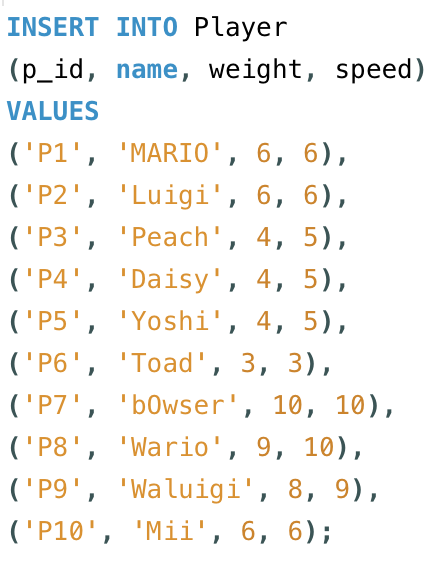 INSERT INTO Player
(p_id, name, weight, speed)
VALUES
('P1', 'MARIO', 6, 6),
('P2', 'Luigi', 6, 6),
('P3', 'Peach', 4, 5),
('P4', 'Daisy', 4, 5),
('P5', 'Yoshi', 4, 5),
('P6', 'Toad', 3, 3),
('P7', 'bOwser', 10, 10),
('P8', 'Wario', 9, 10),
('P9', 'Waluigi', 8, 9),
('P10', 'Mii', 6, 6);